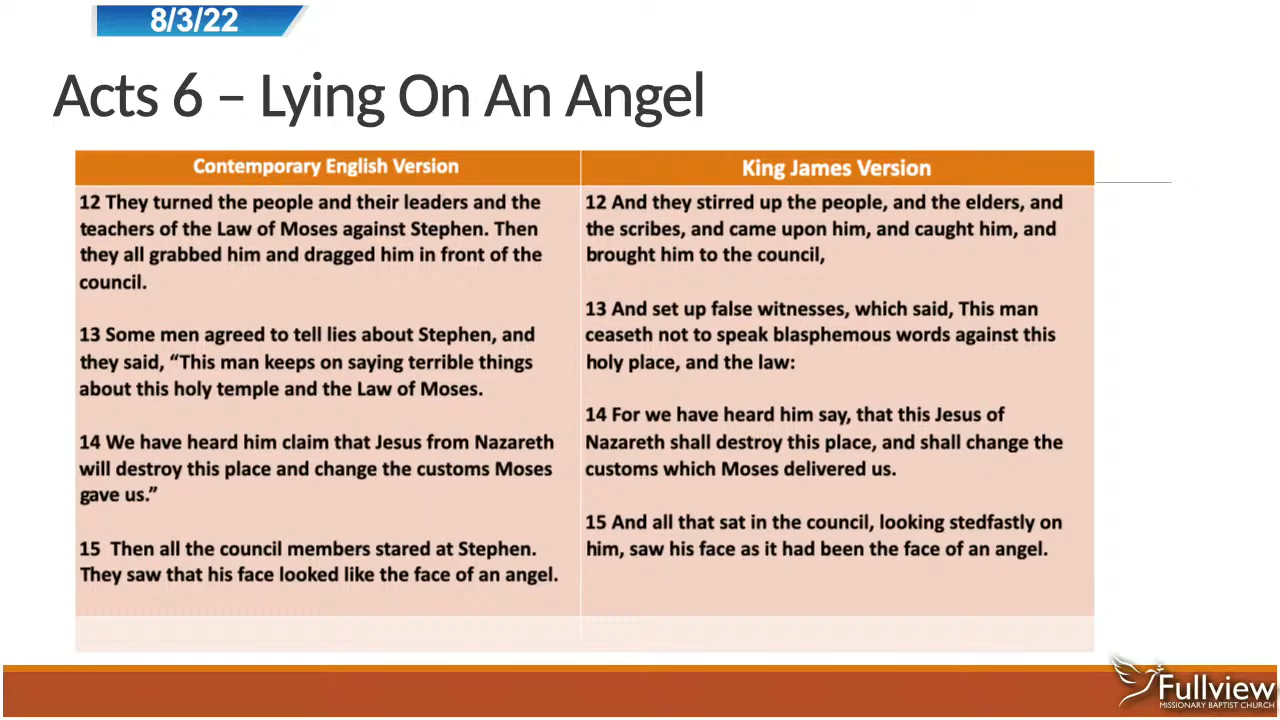 8/3/22
Acts 6 – Lying On An Angel
Contemporary English Version
12 They turned the people and their leaders and the
teachers of the Law of Moses against Stephen. Then
they all grabbed him and dragged him in front of the
council.
13 Some men agreed to tell lies about Stephen, and
they said, “This man keeps on saying terrible things
about this holy temple and the Law of Moses.
14 We have heard him claim that Jesus from Nazareth
will destroy this place and change the customs Moses
gave us.”
15 Then all the council members stared at Stephen.
They saw that his face looked like the face of an angel.
King James Version
12 And they stirred up the people, and the elders, and
the scribes, and came upon him, and caught him, and
brought him to the council,
13 And set up false witnesses, which said, This man
ceaseth not to speak blasphemous words against this
holy place, and the law:
14 For we have heard him say, that this Jesus of
Nazareth shall destroy this place, and shall change the
customs which Moses delivered us.
15 And all that sat in the council, looking stedfastly on
him, saw his face as it had been the face of an angel.
Fullview
MISSIONARY BAPTIST CHURCH